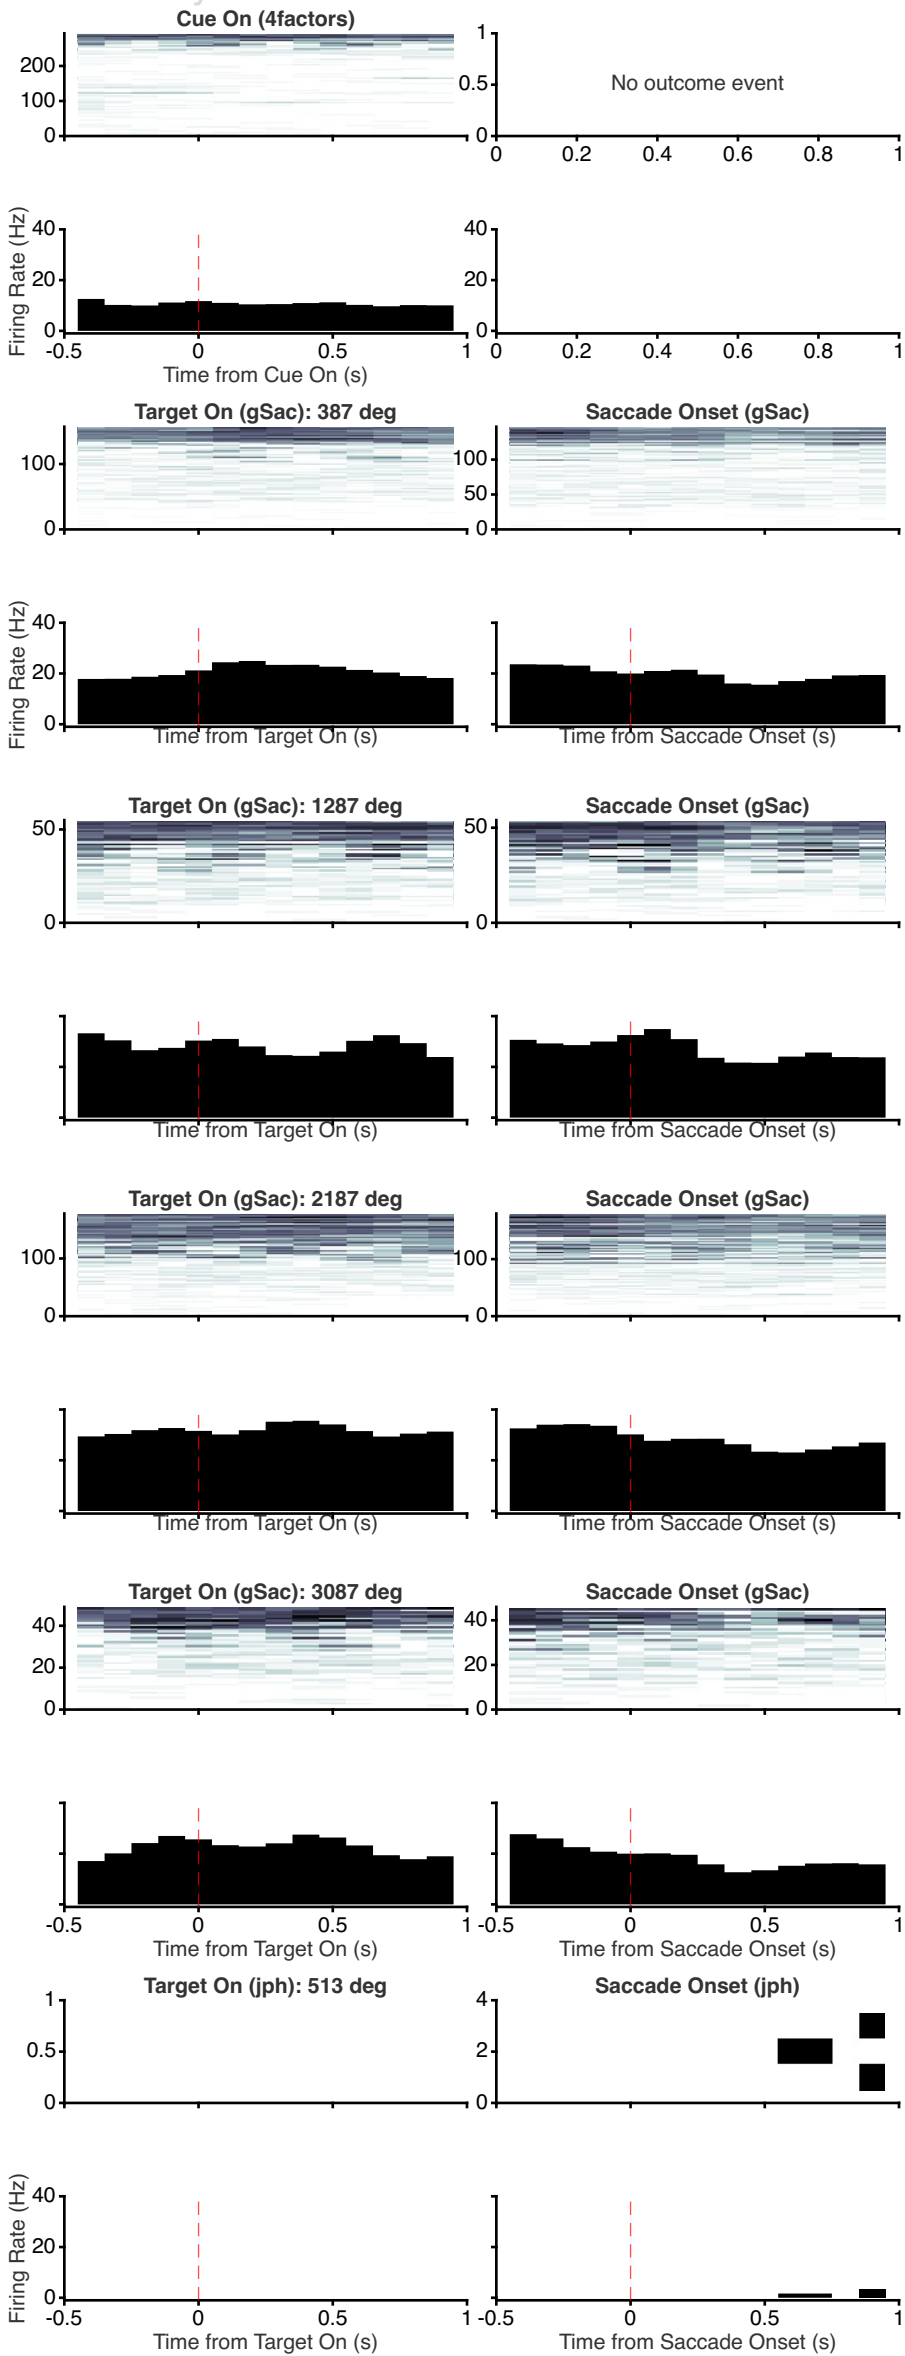 Cue On (4factors)
200
100
0
1
0.5
0
No outcome event
0 0.2 0.4 0.6 0.8 1
Firing Rate (Hz)
40
20
0
-0.5 0 0.5 1
Time from Cue On (s)
40
20
0
0 0.2 0.4 0.6 0.8 1
Target On (gSac): 387 deg
100
0
Saccade Onset (gSac)
100
50
0
Firing Rate (Hz)
40
20
0
Time from Target On (s)
Time from Saccade Onset (s)
Target On (gSac): 1287 deg
50
0
Saccade Onset (gSac)
50
0
Time from Target On (s)
Time from Saccade Onset (s)
Target On (gSac): 2187 deg
100
0
Saccade Onset (gSac)
100
0
Time from Target On (s)
Time from Saccade Onset (s)
Target On (gSac): 3087 deg
40
20
0
Saccade Onset (gSac)
40
20
0
-0.5 0 0.5 1
Time from Target On (s)
-0.5 0 0.5 1
Time from Saccade Onset (s)
Target On (jph): 513 deg
1
0.5
0
Saccade Onset (jph)
4
2
0
Firing Rate (Hz)
40
20
0
-0.5 0 0.5 1
Time from Target On (s)
-0.5 0 0.5 1
Time from Saccade Onset (s)